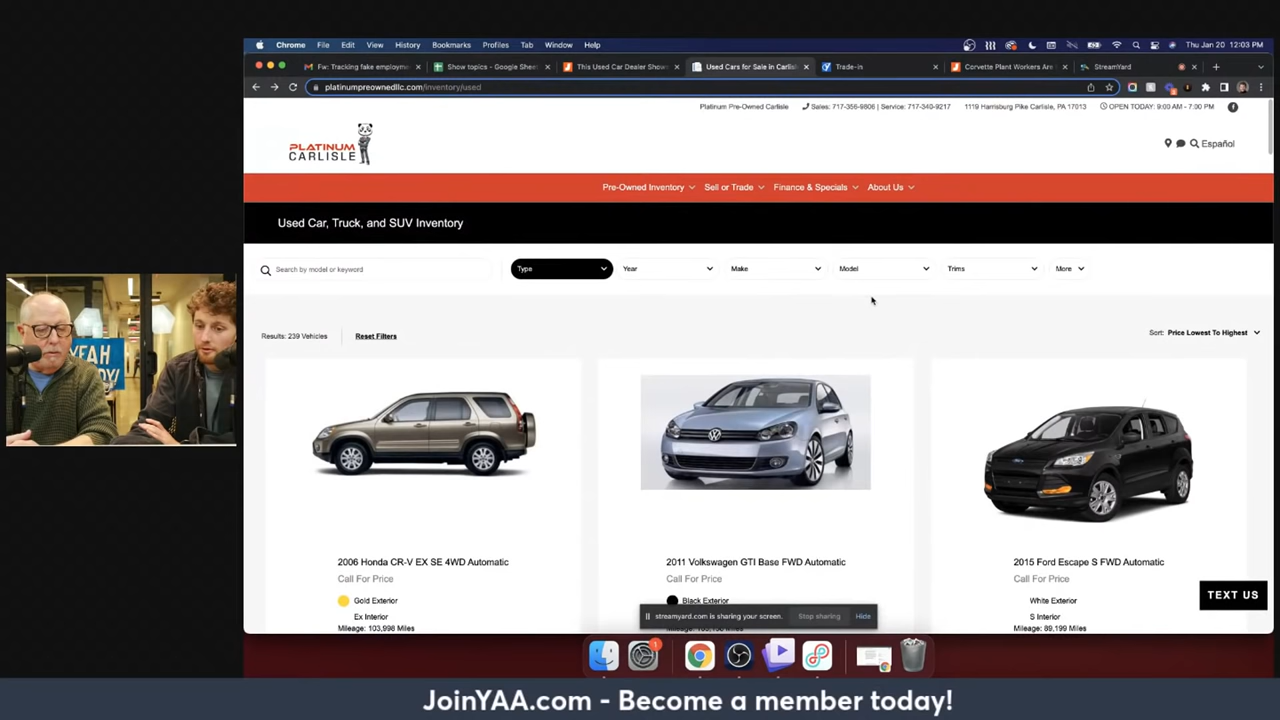 Chrome File Edit View History Bookmarks Profiles Tab Window Help Thu Jan 20 12:03 PM
Fw: Tracking fake employm Show topics - Google Shee This Used Car Dealer Show Used Cars for Sale in Carlis Trade-in Corvette Plant Workers Are StreamYard
platinumpreownedllc.com/inventory/used
Platinum Pre-Owned Carlisle Sales: 717-356-9806 | Service: 717-340-9217 1119 Harrisburg Pike Carlisle, PA 17013 OPEN TODAY: 9:00 AM - 7:00 PM
PLATINUM
CARLISLE
Español
Pre-Owned Inventory Sell or Trade Finance & Specials About Us
Used Car, Truck, and SUV Inventory
Search by model or keyword Type Year Make Model Trims More
Results: 239 Vehicles Reset Filters Sort: Price Lowest To Highest
YEAH
2006 Honda CR-V EX SE 4WD Automatic
Call For Price
Gold Exterior
Ex Interior
Mileage: 103,998 Miles
2011 Volkswagen GTI Base FWD Automatic
Call For Price
Black Exterior
2015 Ford Escape S FWD Automatic
Call For Price
White Exterior
S Interior
Mileage: 89,199 Miles
TEXT US
streamyard.com is sharing your screen. Stop sharing Hide
1
JoinYAA.com - Become a member today!